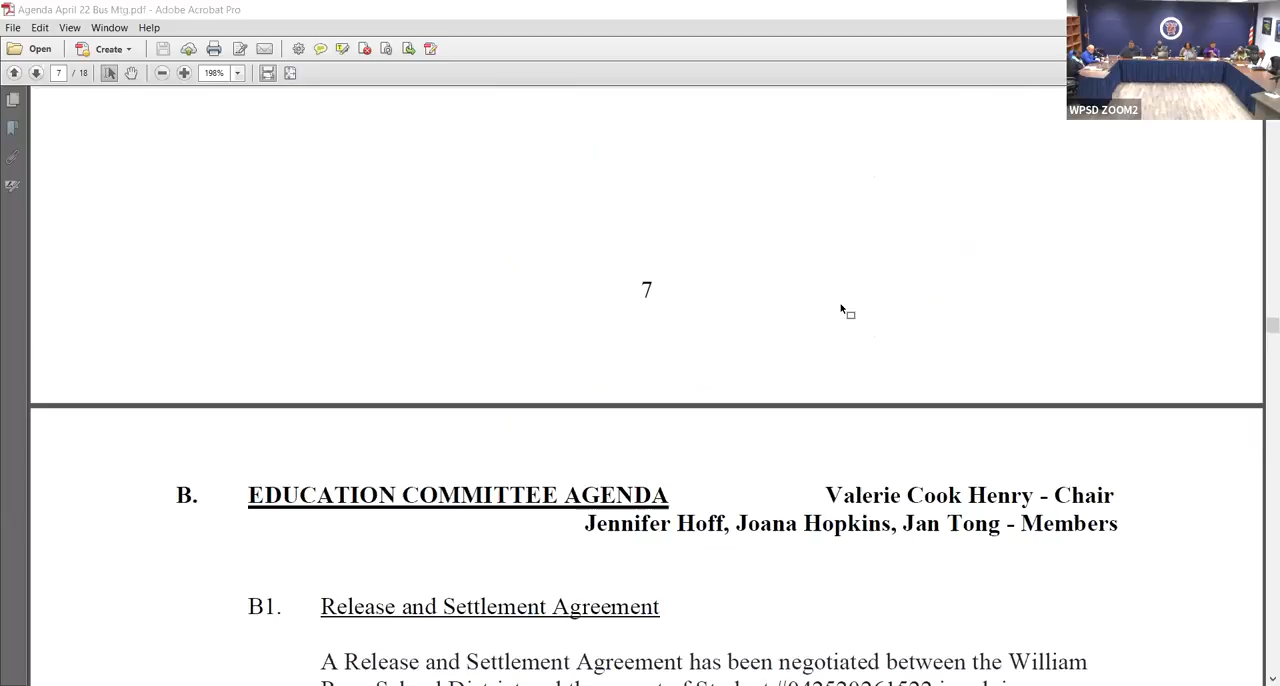 Agenda April 22 Bus Mtg.pdf - Adobe Acrobat Pro
File Edit View Window Help
Open Create
7 / 18 198%
WPSD ZOOM2
7
B. EDUCATION COMMITTEE AGENDA Valerie Cook Henry - Chair
Jennifer Hoff, Joana Hopkins, Jan Tong - Members
B1. Release and Settlement Agreement
A Release and Settlement Agreement has been negotiated between the William